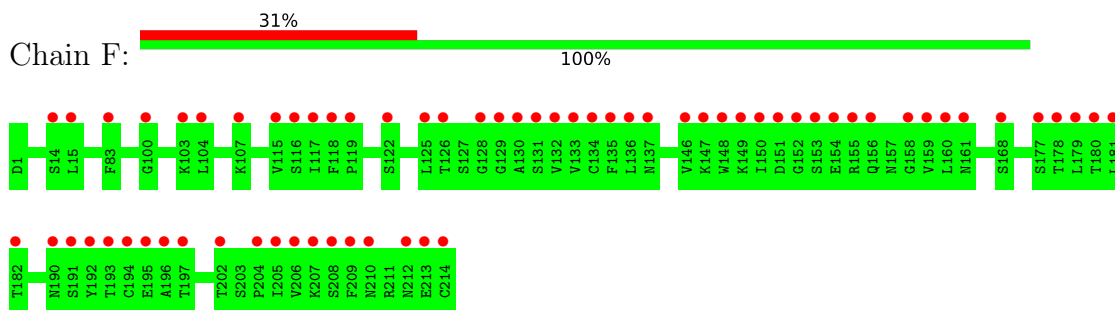 31%
Chain F:
100%
D1 S14 L15 F83 G100 K103 L104 K107 V115 S116 I117 F118 P119 S122 L125 T126 S127 G128 G129 A130 S131 V132 V133 C134 F135 L136 N137 V146 K147 W148 K149 I150 D151 G152 S153 E154 R155 Q156 N157 G158 V159 L160 N161 S168 S177 T178 L179 T180 L181
T182 N190 S191 Y192 T193 C194 E195 A196 T197 T202 S203 P204 I205 V206 K207 S208 F209 N210 R211 N212 E213 C214